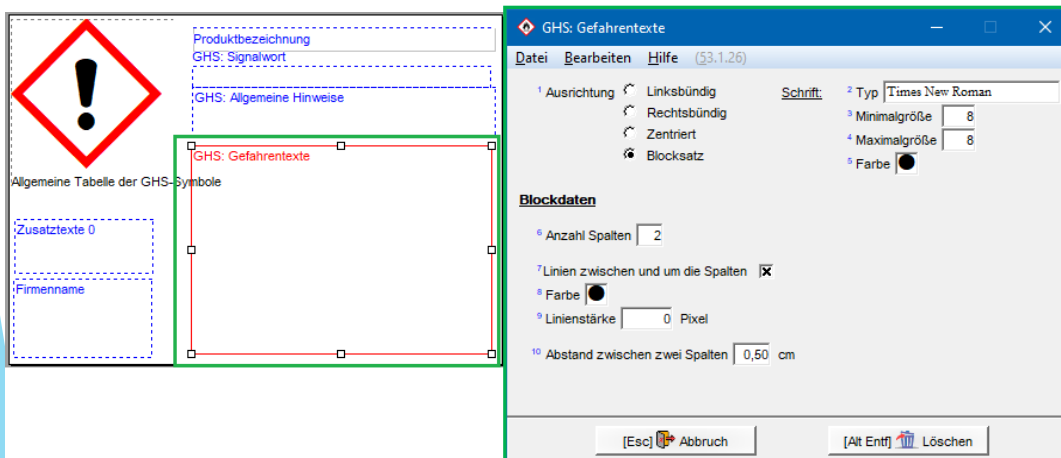 Produktbezeichnung
GHS: Signalwort
GHS: Allgemeine Hinweise
GHS: Gefahrentexte
Allgemeine Tabelle der GHS-Symbole
Zusatztexte 0
Firmenname
GHS: Gefahrentexte
Datei Bearbeiten Hilfe (53.1.26)
1 Ausrichtung Linksbündig Schrift: 2 Typ Times New Roman
Rechtsbündig 3 Minimalgröße 8
Zentriert 4 Maximalgröße 8
Blocksatz 5 Farbe
Blockdaten
6 Anzahl Spalten 2
7 Linien zwischen und um die Spalten
8 Farbe
9 Linienstärke 0 Pixel
10 Abstand zwischen zwei Spalten 0,50 cm
[Esc] Abbruch [Alt Entf] Löschen